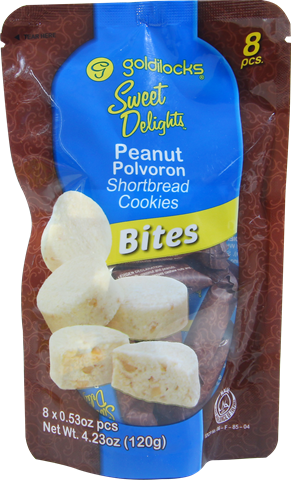 goldilocks
8
pcs.
Sweet
Delights
Peanut
Polvoron
Shortbread
Cookies
Bites
8 x 0.53oz pcs
Net Wt. 4.23oz (120g)